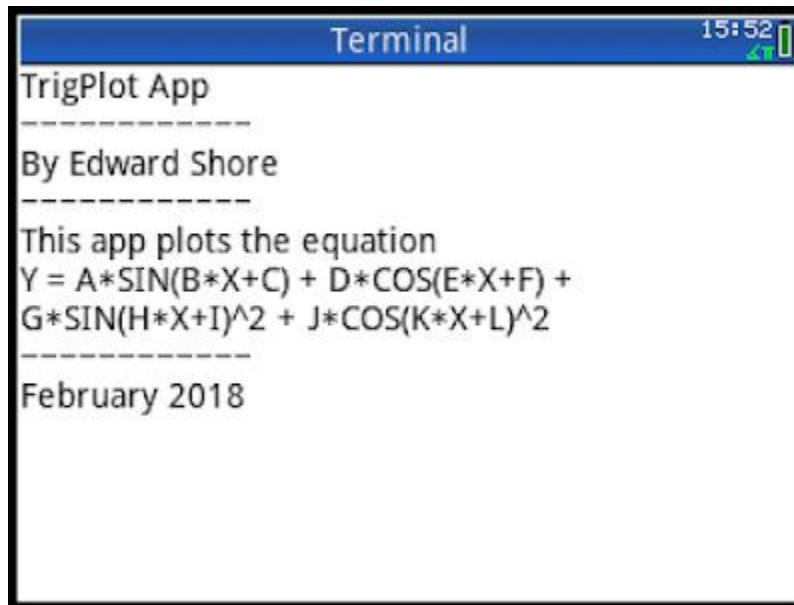 Terminal
15:52
∡π
TrigPlot App
------------
By Edward Shore
------------
This app plots the equation
Y = A*SIN(B*X+C) + D*COS(E*X+F) +
G*SIN(H*X+I)^2 + J*COS(K*X+L)^2
------------
February 2018